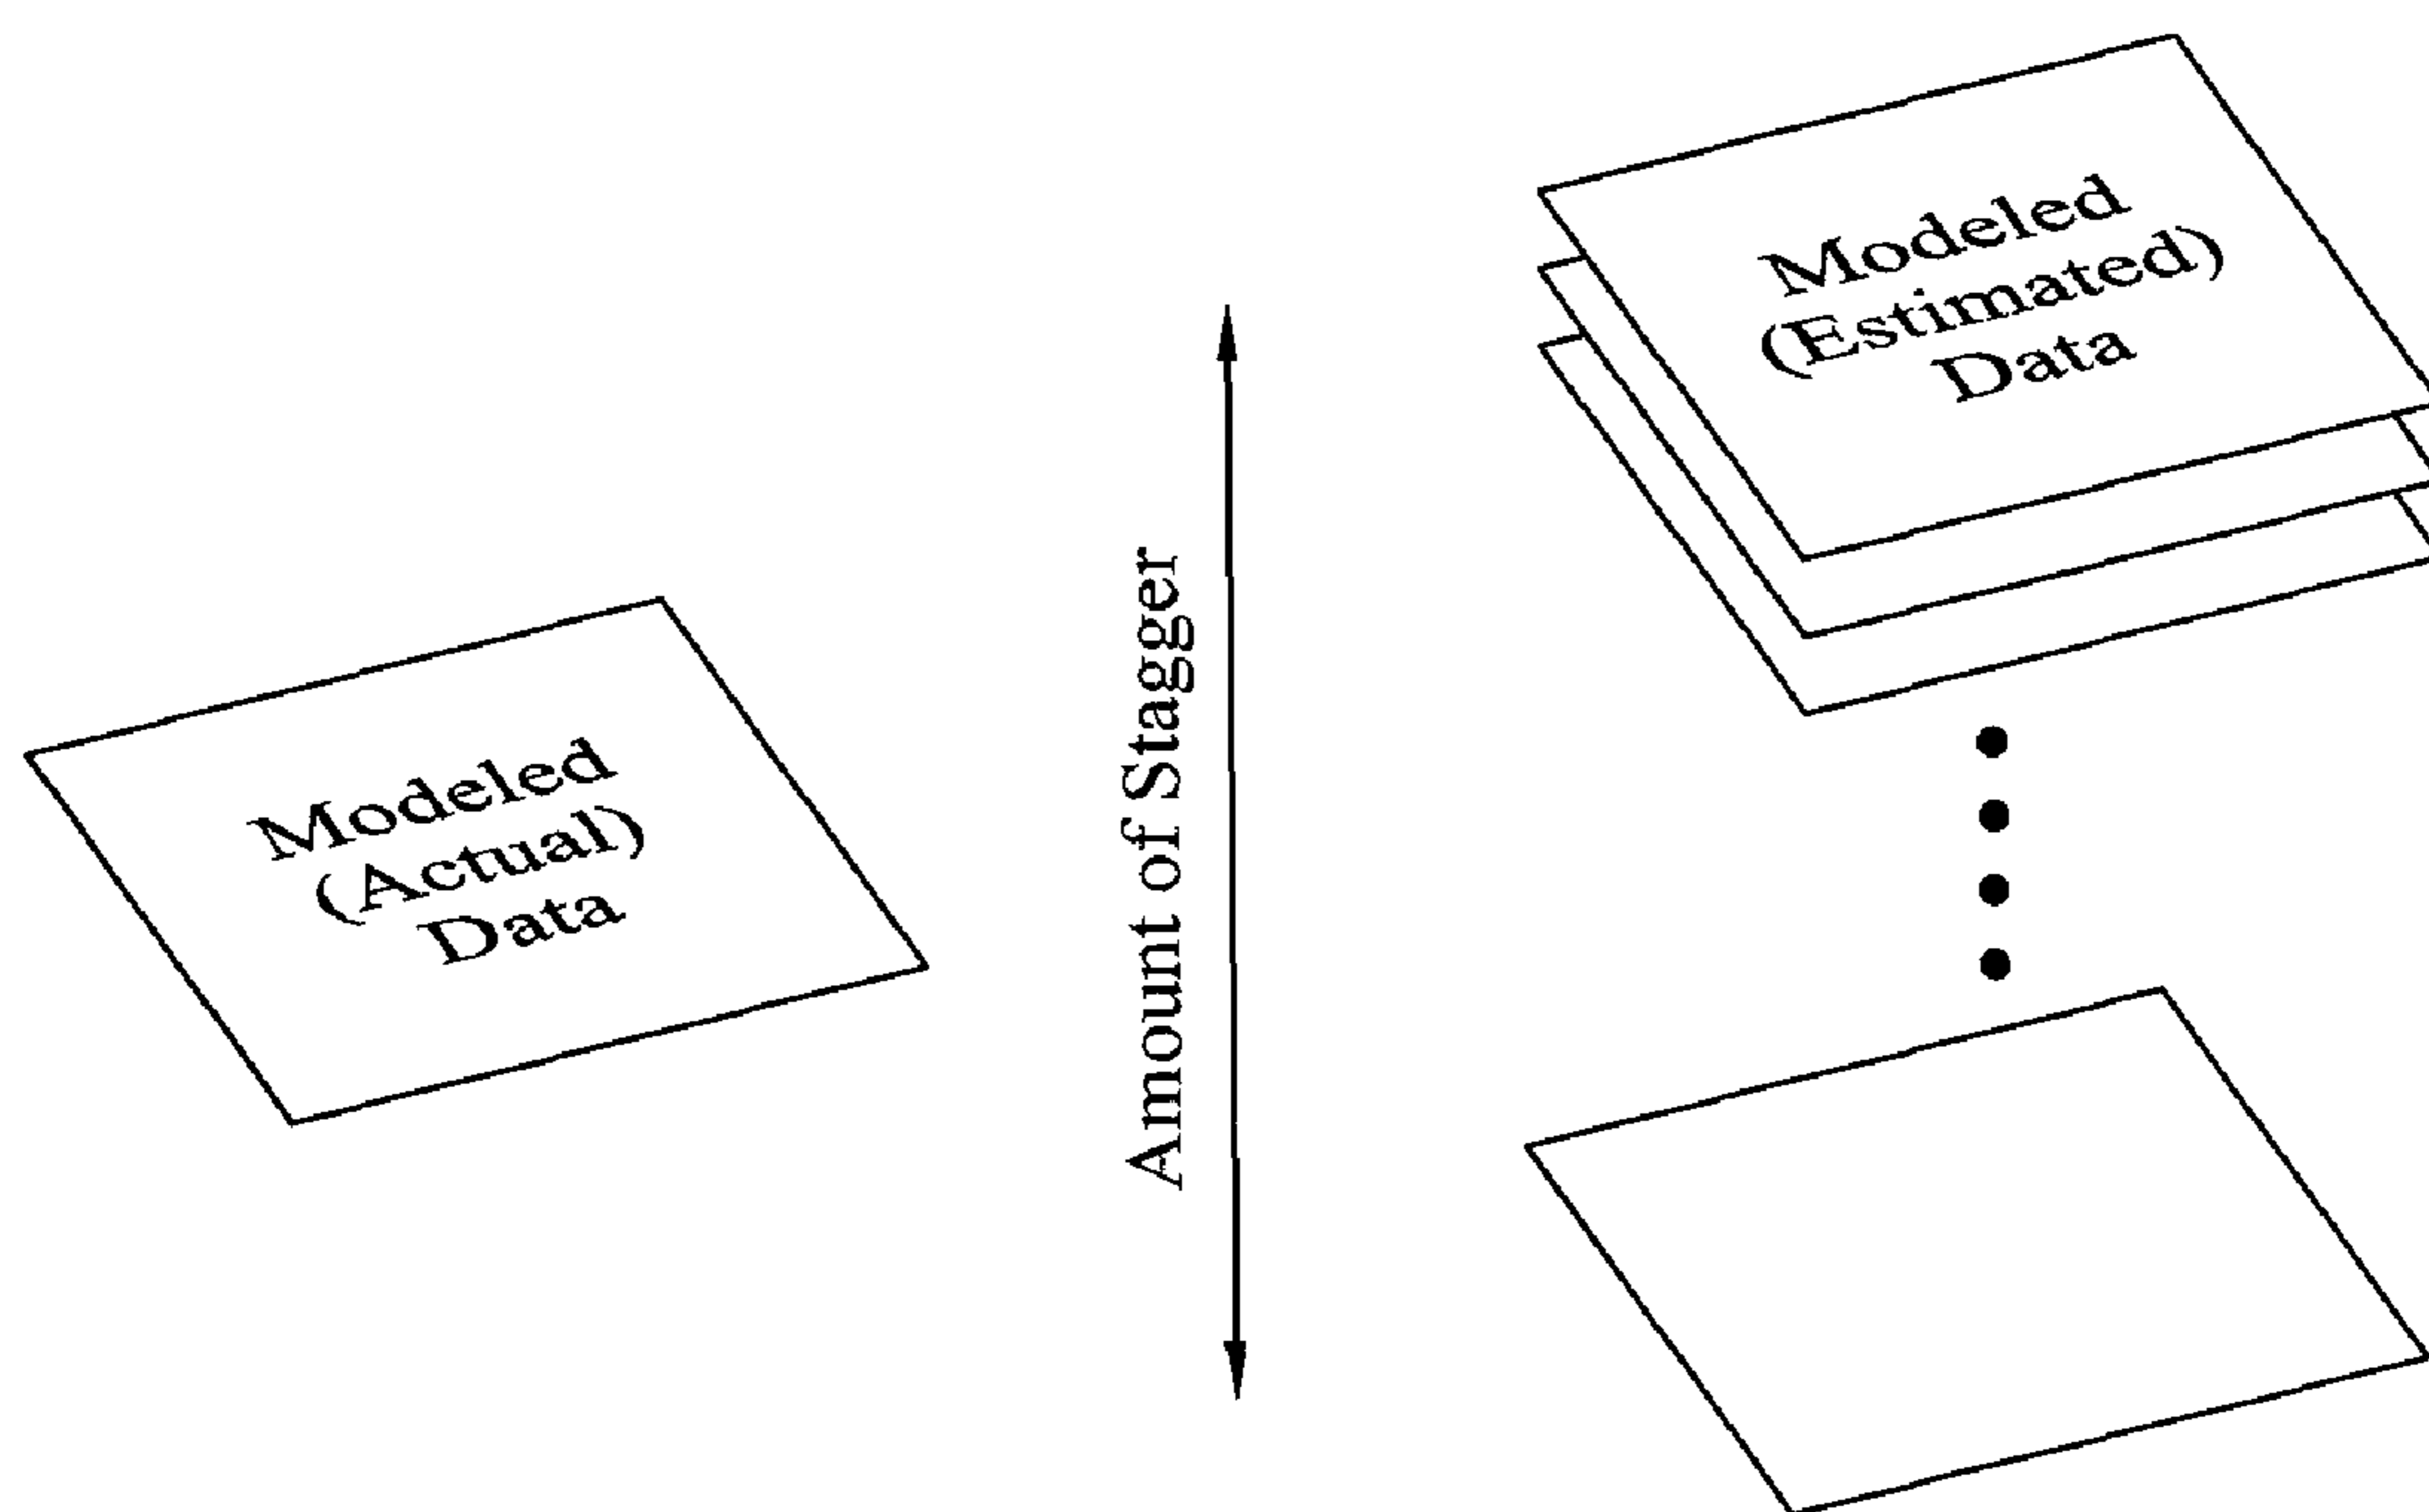 Modeled
(Actual)
Data
Amount of Stagger
Modeled
(Estimated)
Data